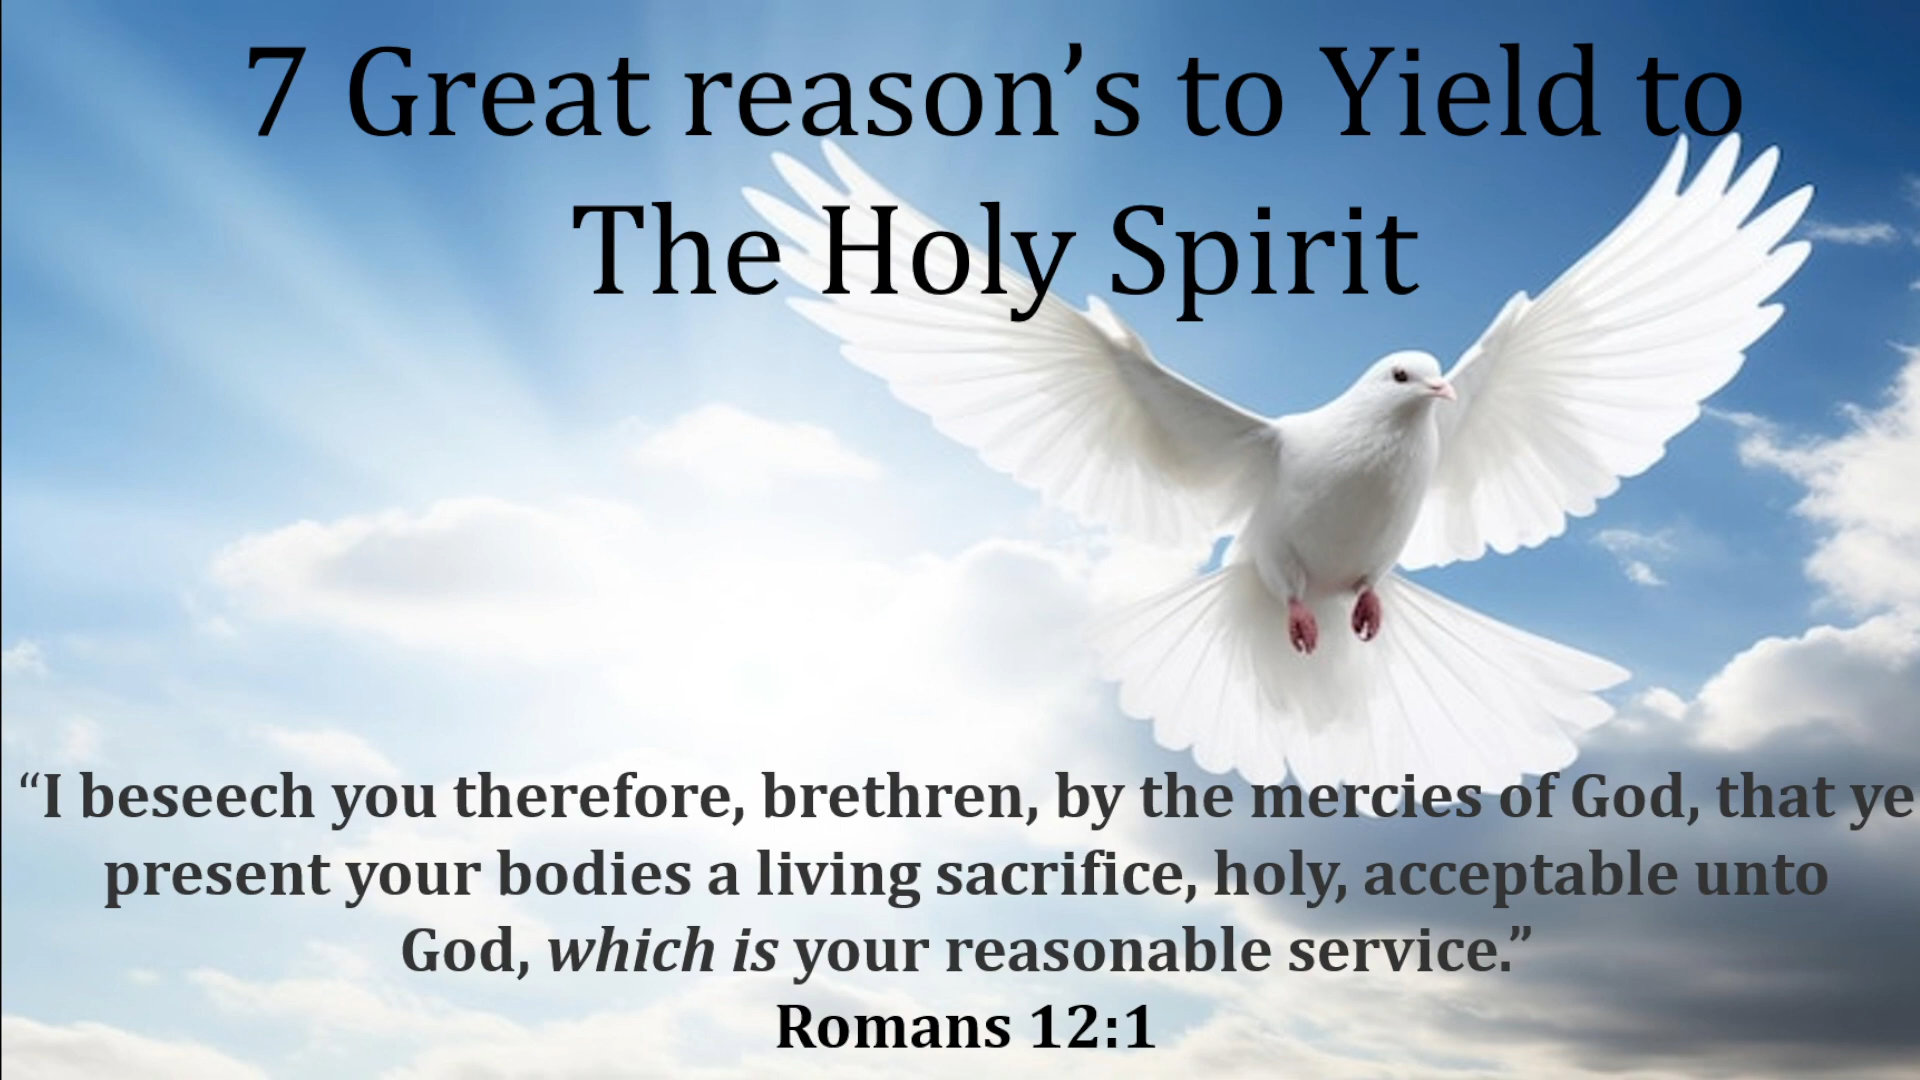 7 Great reason’s to Yield to
The Holy Spirit
“I beseech you therefore, brethren, by the mercies of God, that ye
present your bodies a living sacrifice, holy, acceptable unto
God, which is your reasonable service.”
Romans 12:1